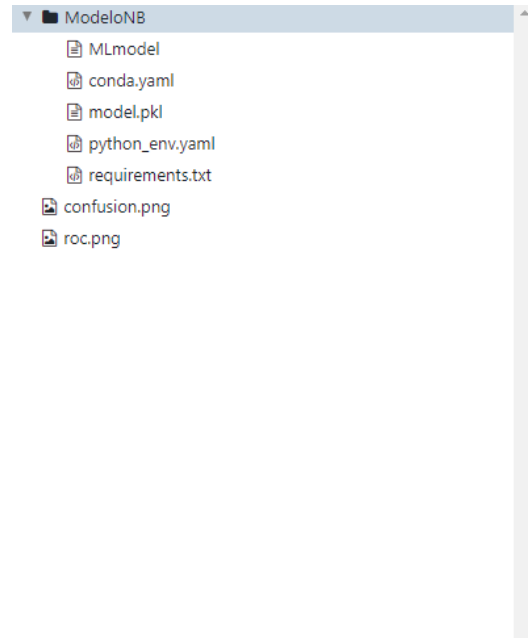 ModeloNB
MLmodel
conda.yaml
model.pkl
python_env.yaml
requirements.txt
confusion.png
roc.png